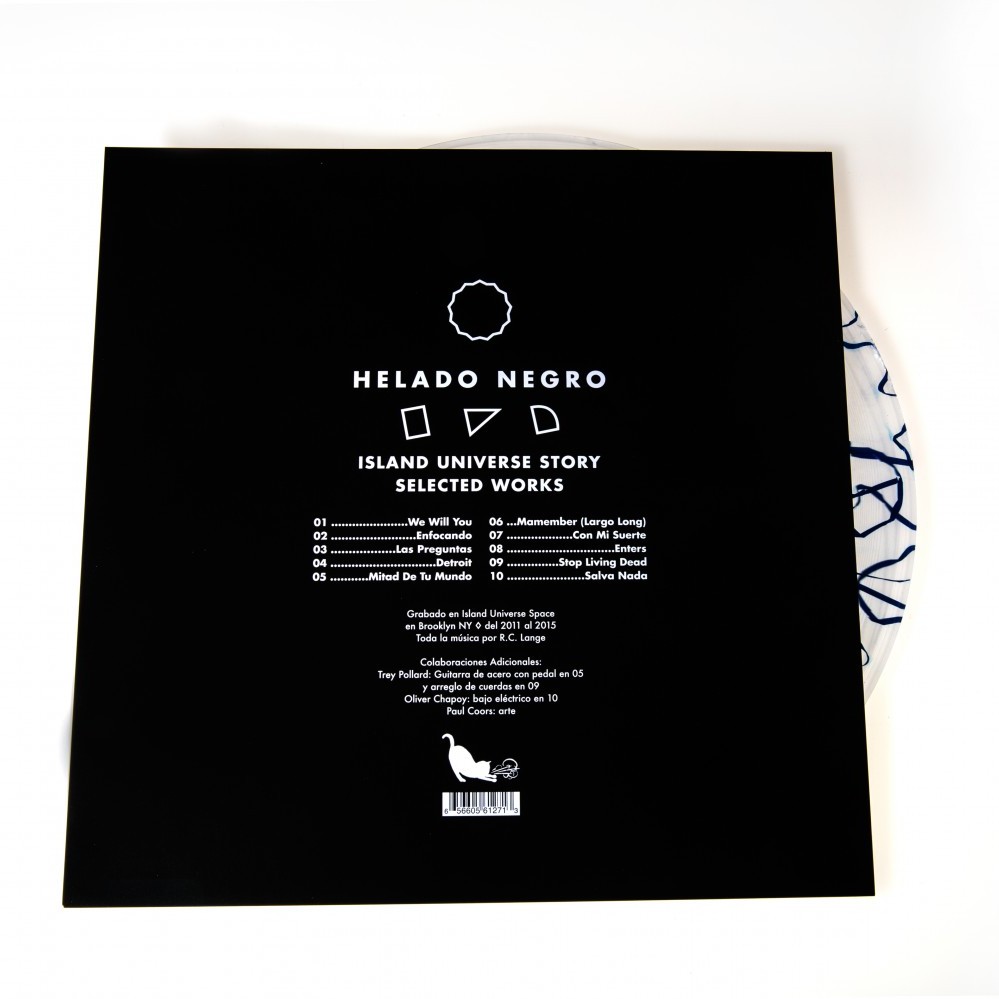 HELADO NEGRO
ISLAND UNIVERSE STORY
SELECTED WORKS
01 ......................We Will You
02 ........................Enfocando
03 ...................Las Preguntas
04 ...............................Detroit
05 ...........Mitad De Tu Mundo
06 ...Mamember (Largo Long)
07 ...................Con Mi Suerte
08 ...............................Enters
09 ...............Stop Living Dead
10 ......................Salva Nada
Grabado en Island Universe Space
en Brooklyn NY ◊ del 2011 al 2015
Toda la música por R.C. Lange
Colaboraciones Adicionales:
Trey Pollard: Guitarra de acero con pedal en 05
y arreglo de cuerdas en 09
Oliver Chapoy: bajo eléctrico en 10
Paul Coors: arte
6 56605 61271 3